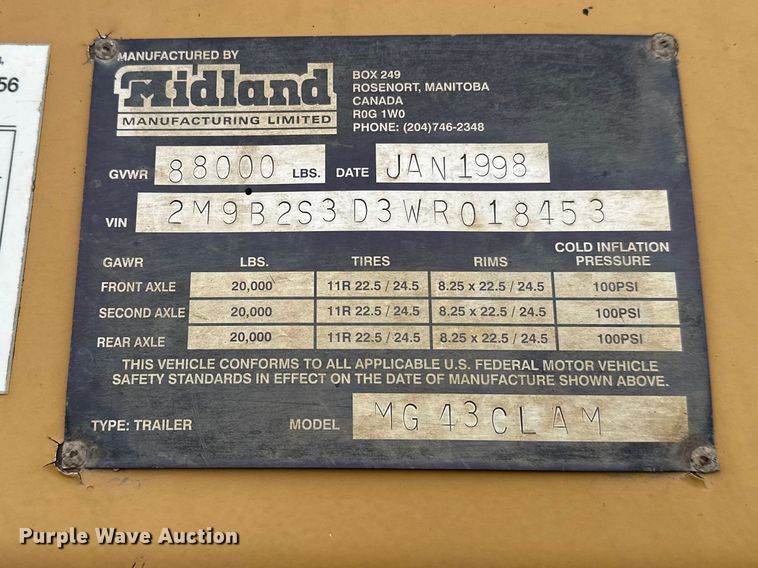 56
MANUFACTURED BY
Midland
MANUFACTURING LIMITED
BOX 249
ROSENORT, MANITOBA
CANADA
R0G 1W0
PHONE: (204)746-2348
GVWR 88000 LBS. DATE JAN 1998
VIN 2M9B2S3D3WR018453
GAWR LBS. TIRES RIMS COLD INFLATION PRESSURE
FRONT AXLE 20,000 11R 22.5 / 24.5 8.25 x 22.5 / 24.5 100PSI
SECOND AXLE 20,000 11R 22.5 / 24.5 8.25 x 22.5 / 24.5 100PSI
REAR AXLE 20,000 11R 22.5 / 24.5 8.25 x 22.5 / 24.5 100PSI
THIS VEHICLE CONFORMS TO ALL APPLICABLE U.S. FEDERAL MOTOR VEHICLE
SAFETY STANDARDS IN EFFECT ON THE DATE OF MANUFACTURE SHOWN ABOVE.
TYPE: TRAILER MODEL MG 43CLAM
Purple Wave Auction